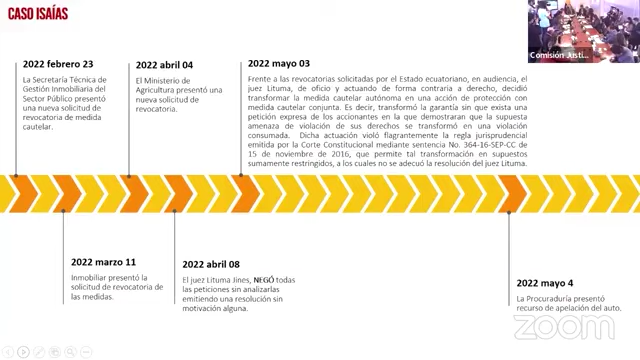 CASO ISAÍAS
Comisión Justi...
2022 febrero 23
La Secretaría Técnica de
Gestión Inmobiliaria del
Sector Público presentó
una nueva solicitud de
revocatoria de medida
cautelar.
2022 abril 04
El Ministerio de
Agricultura presentó una
nueva solicitud de
revocatoria.
2022 mayo 03
Frente a las revocatorias solicitadas por el Estado ecuatoriano, en audiencia, el
juez Lituma, de oficio y actuando de forma contraria a derecho, decidió
transformar la medida cautelar autónoma en una acción de protección con
medida cautelar conjunta. Es decir, transformó la garantía sin que exista una
petición expresa de los accionantes en la que demostraran que la supuesta
amenaza de violación de sus derechos se transformó en una violación
consumada. Dicha actuación violó flagrantemente la regla jurisprudencial
emitida por la Corte Constitucional mediante sentencia No. 364-16-SEP-CC de
15 de noviembre de 2016, que permite tal transformación en supuestos
sumamente restringidos, a los cuales no se adecuó la resolución del juez Lituma.
2022 marzo 11
Inmobiliar presentó la
solicitud de revocatoria de
las medidas.
2022 abril 08
El juez Lituma Jines, NEGÓ todas
las peticiones sin analizarlas
emitiendo una resolución sin
motivación alguna.
2022 mayo 4
La Procuraduría presentó
recurso de apelación del auto.
zoom